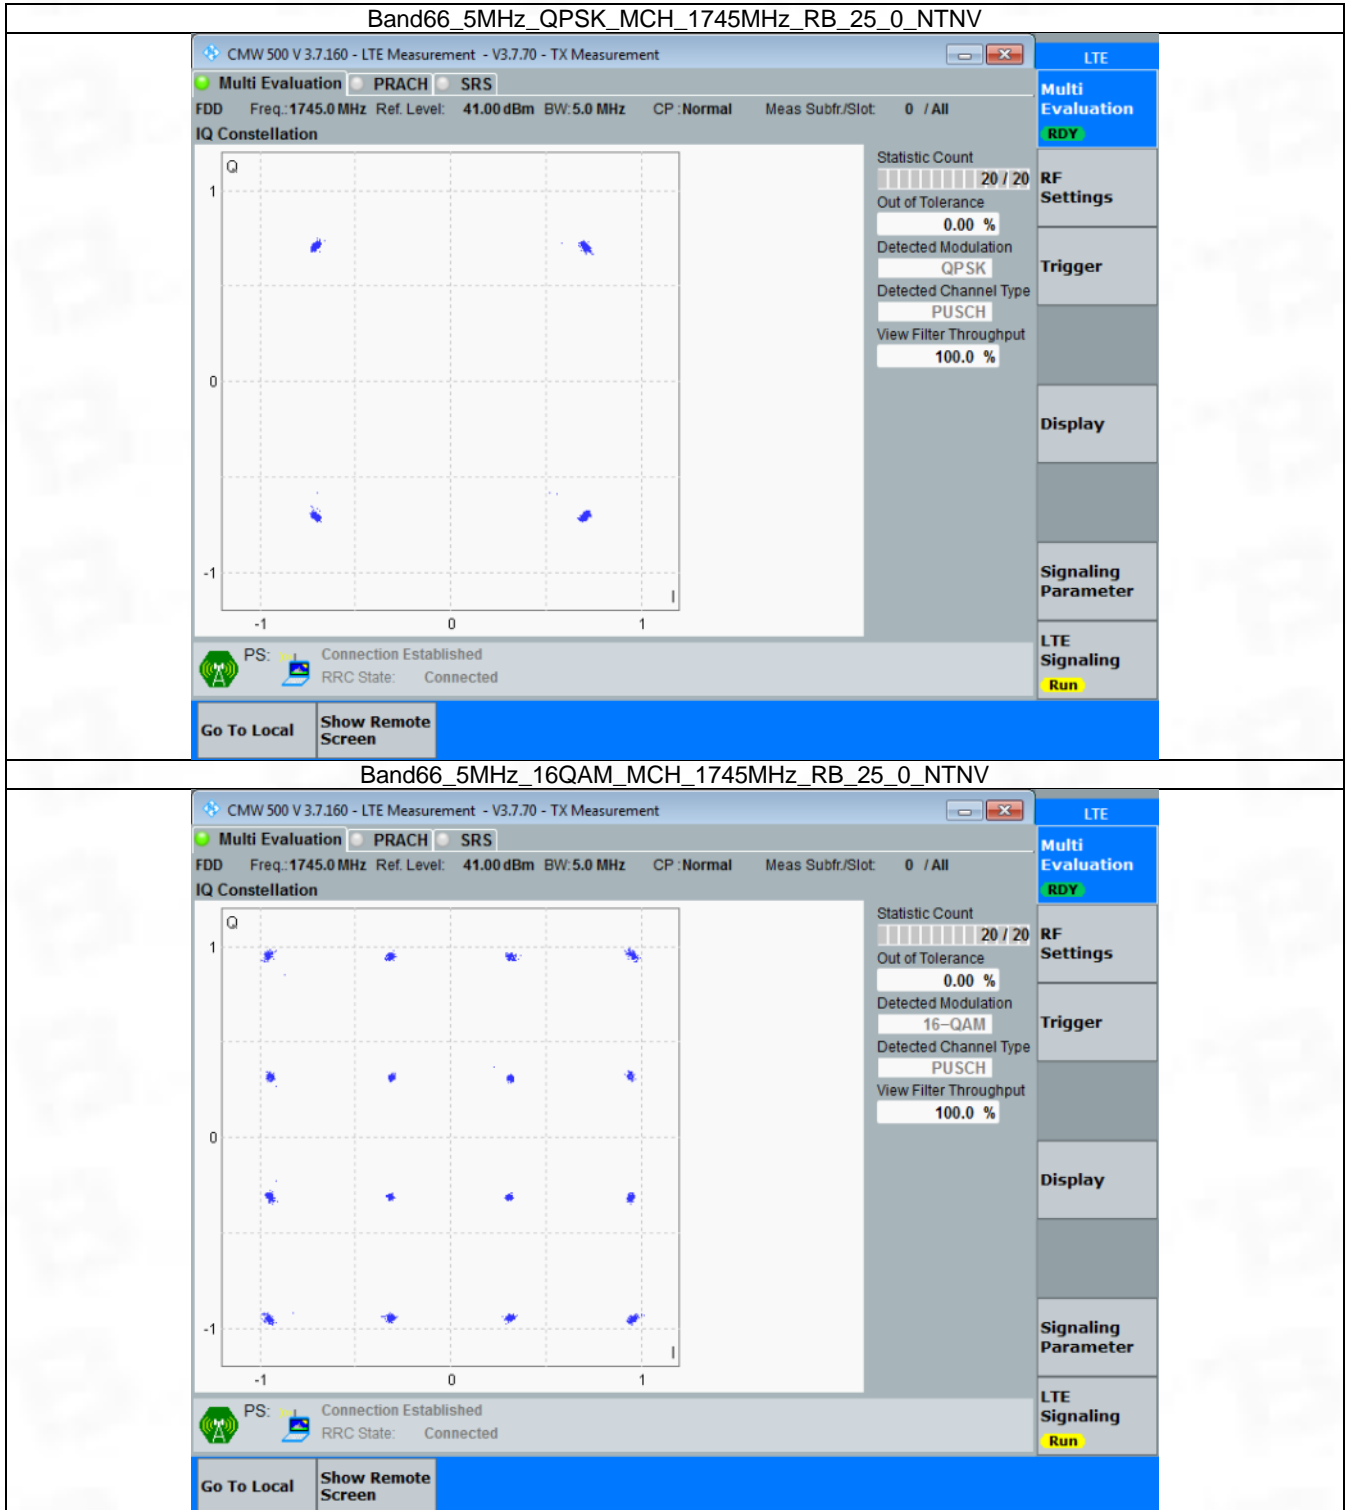 Band66_5MHz_QPSK_MCH_1745MHz_RB_25_0_NTNV
CMW 500 V 3.7.160 - LTE Measurement - V3.7.70 - TX Measurement
LTE
Multi Evaluation PRACH SRS
Multi
Evaluation
RDY
FDD Freq.:1745.0 MHz Ref. Level: 41.00 dBm BW:5.0 MHz CP :Normal Meas Subfr./Slot: 0 / All
IQ Constellation
Q
1
0
-1
I
-1 0 1
Statistic Count
20 / 20
Out of Tolerance
0.00 %
Detected Modulation
QPSK
Detected Channel Type
PUSCH
View Filter Throughput
100.0 %
RF
Settings
Trigger
Display
Signaling
Parameter
LTE
Signaling
Run
PS: Connection Established
RRC State: Connected
Go To Local
Show Remote
Screen
Band66_5MHz_16QAM_MCH_1745MHz_RB_25_0_NTNV
CMW 500 V 3.7.160 - LTE Measurement - V3.7.70 - TX Measurement
LTE
Multi Evaluation PRACH SRS
Multi
Evaluation
RDY
FDD Freq.:1745.0 MHz Ref. Level: 41.00 dBm BW:5.0 MHz CP :Normal Meas Subfr./Slot: 0 / All
IQ Constellation
Q
1
0
-1
I
-1 0 1
Statistic Count
20 / 20
Out of Tolerance
0.00 %
Detected Modulation
16-QAM
Detected Channel Type
PUSCH
View Filter Throughput
100.0 %
RF
Settings
Trigger
Display
Signaling
Parameter
LTE
Signaling
Run
PS: Connection Established
RRC State: Connected
Go To Local
Show Remote
Screen